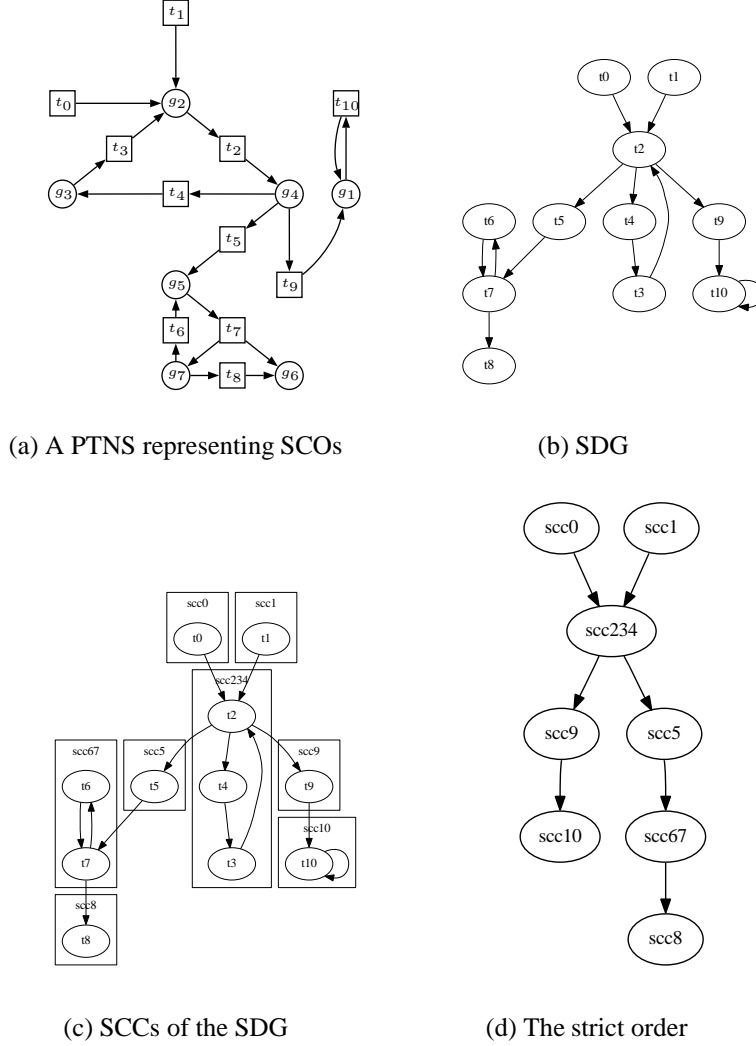 t1
t0
g2
t10
t3
t2
g3
t4
g4
g1
t5
g5
t9
t6
t7
g7
t8
g6
(a) A PTNS representing SCOs
t0
t1
t2
t6
t5
t4
t9
t7
t3
t10
t8
(b) SDG
scc0
scc1
t0
t1
scc234
t2
scc67
scc5
scc9
t6
t5
t4
t9
scc10
t7
t3
t10
scc8
t8
(c) SCCs of the SDG
scc0
scc1
scc234
scc9
scc5
scc10
scc67
scc8
(d) The strict order